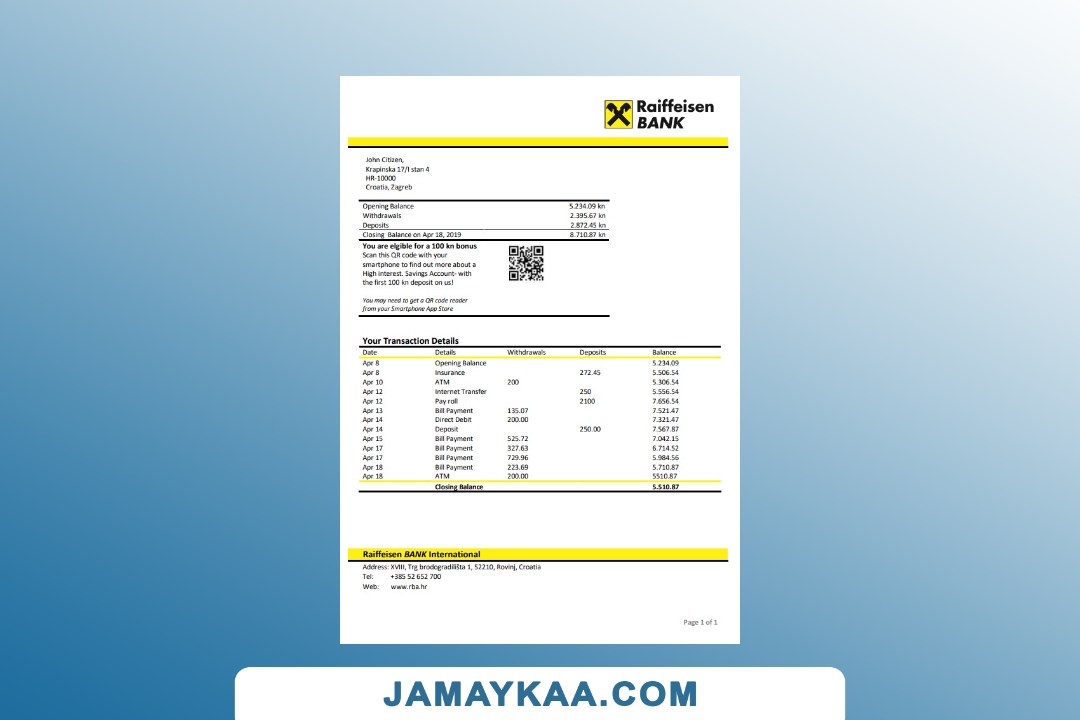 Raiffeisen
BANK
John Citizen,
Krapinska 17/I stan 4
HR-10000
Croatia, Zagreb
Opening Balance 5.234.09 kn
Withdrawals 2.395.67 kn
Deposits 2.872.45 kn
Closing Balance on Apr 18, 2019 8.710.87 kn
You are elgible for a 100 kn bonus
Scan this QR code with your
smartphone to find out more about a
High interest. Savings Account- with
the first 100 kn deposit on us!
You may need to get a QR code reader
from your Smartphone App Store
Your Transaction Details
Date Details Withdrawals Deposits Balance
Apr 8 Opening Balance 5.234.09
Apr 8 Insurance 272.45 5.506.54
Apr 10 ATM 200 5.306.54
Apr 12 Internet Transfer 250 5.556.54
Apr 12 Pay roll 2100 7.656.54
Apr 13 Bill Payment 135.07 7.521.47
Apr 14 Direct Debit 200.00 7.321.47
Apr 14 Deposit 250.00 7.567.87
Apr 15 Bill Payment 525.72 7.042.15
Apr 17 Bill Payment 327.63 6.714.52
Apr 17 Bill Payment 729.96 5.984.56
Apr 18 Bill Payment 223.69 5.710.87
Apr 18 ATM 200.00 5510.87
Closing Balance 5.510.87
Raiffeisen BANK International
Address: XVIII, Trg brodogradilišta 1, 52210, Rovinj, Croatia
Tel: +385 52 652 700
Web: www.rba.hr
Page 1 of 1
JAMAYKAA.COM